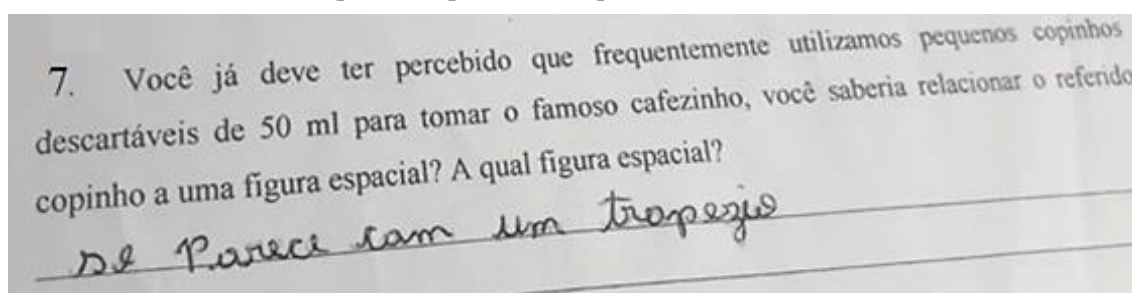 7. Você já deve ter percebido que frequentemente utilizamos pequenos copinhos
descartáveis de 50 ml para tomar o famoso cafezinho, você saberia relacionar o referido
copinho a uma figura espacial? A qual figura espacial?
se Pareci com um trapezio